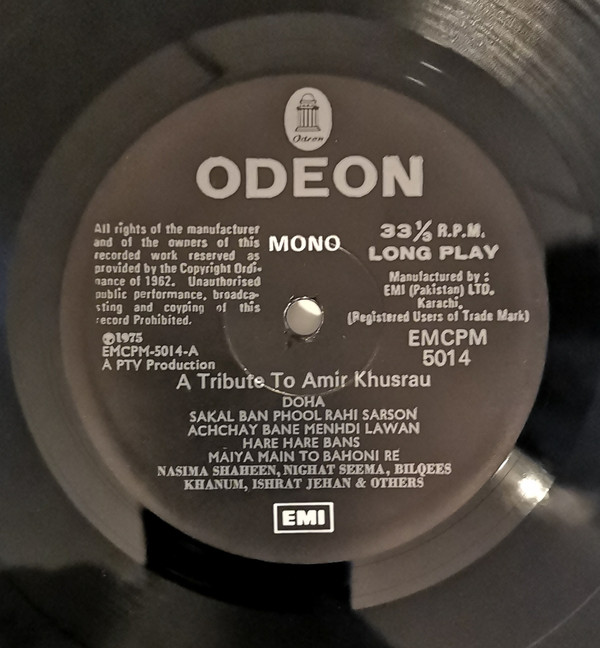 Odeon
ODEON
All rights of the manufacturer
and of the owners of this
recorded work reserved as
provided by the Copyright Ordi-
nance of 1962. Unauthorised
public performance, broadca-
sting and coyping of this
record Prohibited.
℗1975
EMCPM-5014-A
A PTV Production
MONO
33⅓ R.P.M.
LONG PLAY
Manufactured by :
EMI (Pakistan) LTD.
Karachi.
(Registered Users of Trade Mark)
EMCPM
5014
A Tribute To Amir Khusrau
DOHA
SAKAL BAN PHOOL RAHI SARSON
ACHCHAY BANE MENHDI LAWAN
HARE HARE BANS
MAIYA MAIN TO BAHONI RE
NASIMA SHAHEEN, NIGHAT SEEMA, BILQEES
KHANUM, ISHRAT JEHAN & OTHERS
EMI